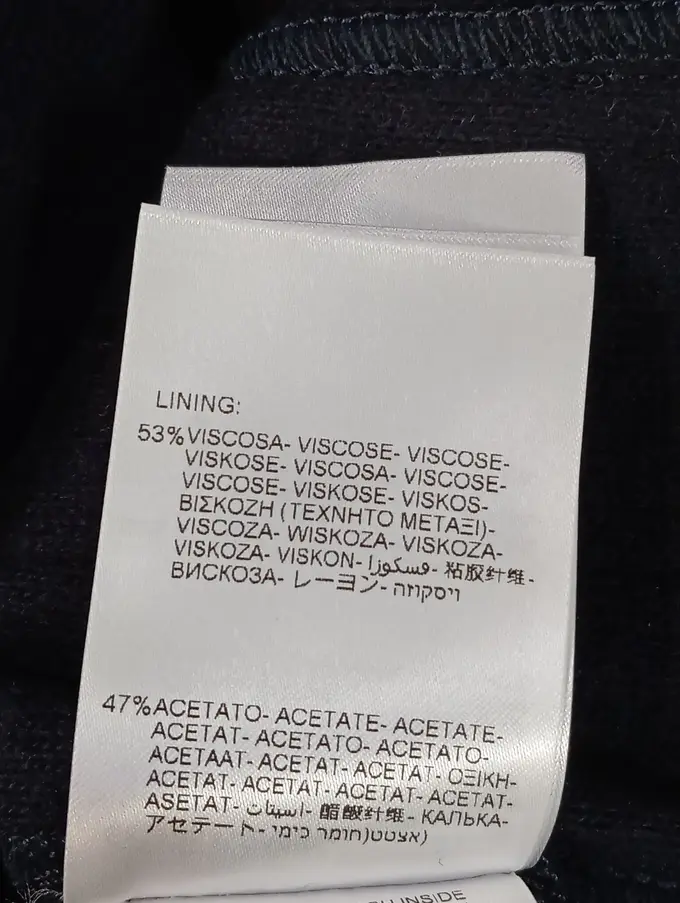 LINING:
53% VISCOSA- VISCOSE- VISCOSE-
VISKOSE- VISCOSA- VISCOSE-
VISCOSE- VISKOSE- VISKOS-
ΒΙΣΚΟΖΗ (ΤΕΧΝΗΤΟ ΜΕΤΑΞΙ)-
VISCOZA- WISKOZA- VISKOZA-
VISKOZA- VISKON- فسكوزا- 粘胶纤维-
ВИСКОЗА- レーヨン- ויסקוזה
47% ACETATO- ACETATE- ACETATE-
ACETAT- ACETATO- ACETATO-
ACETAAT- ACETAT- ACETAT- ΟΞΙΚΗ-
ACETAT- ACETAT- ACETAT- ACETAT-
ASETAT- اسيتات- 醋酸纤维- КАЛЬКА-
アセテート- אצטט(חומר כימי)
INSIDE